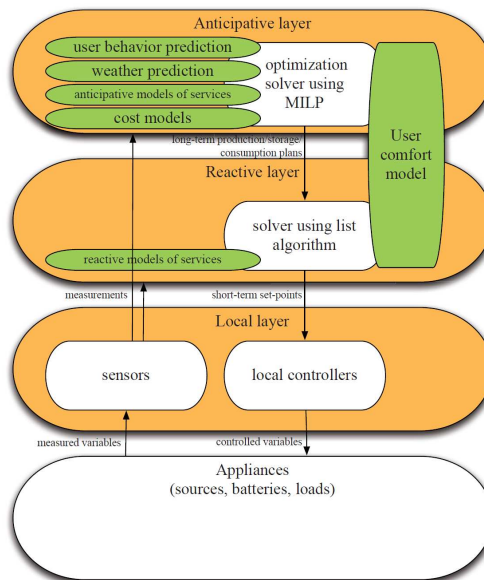 Anticipative layer
user behavior prediction
weather prediction
anticipative models of services
cost models
optimization
solver using
MILP
User
comfort
model
long-term production/storage/
consumption plans
Reactive layer
solver using list
algorithm
reactive models of services
measurements
short-term set-points
Local layer
sensors
local controllers
measured variables
controlled variables
Appliances
(sources, batteries, loads)